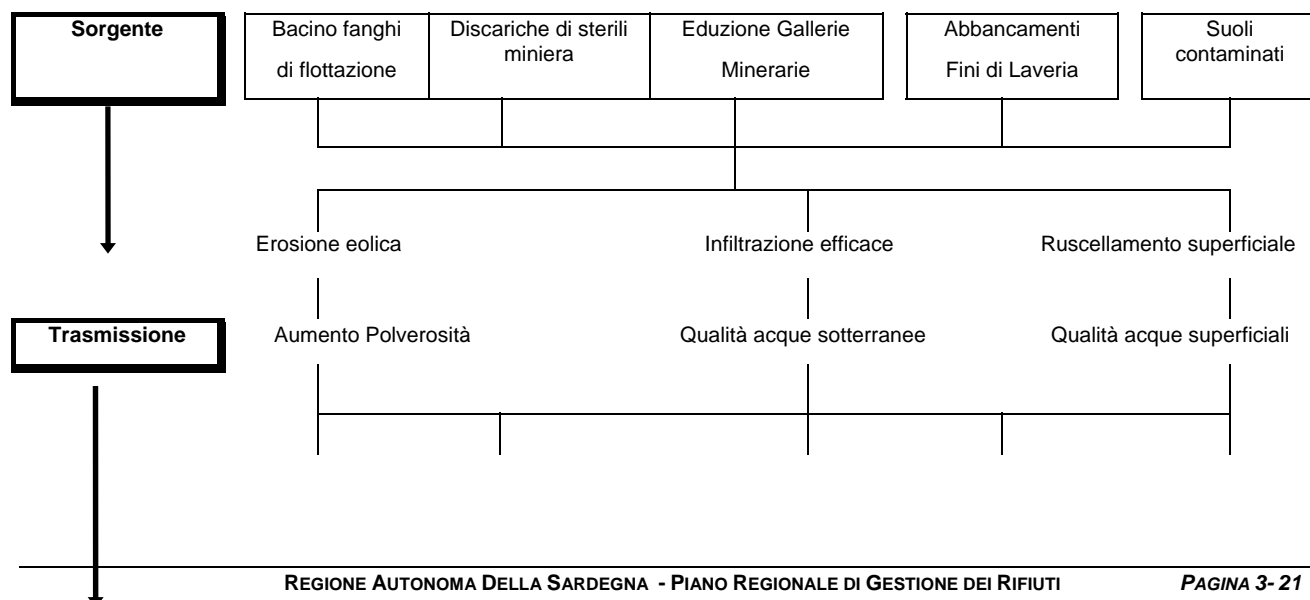 Sorgente
Bacino fanghi
di flottazione
Discariche di sterili
miniera
Eduzione Gallerie
Minerarie
Abbancamenti
Fini di Laveria
Suoli
contaminati
Erosione eolica
Infiltrazione efficace
Ruscellamento superficiale
Trasmissione
Aumento Polverosità
Qualità acque sotterranee
Qualità acque superficiali
REGIONE AUTONOMA DELLA SARDEGNA - PIANO REGIONALE DI GESTIONE DEI RIFIUTI PAGINA 3- 21